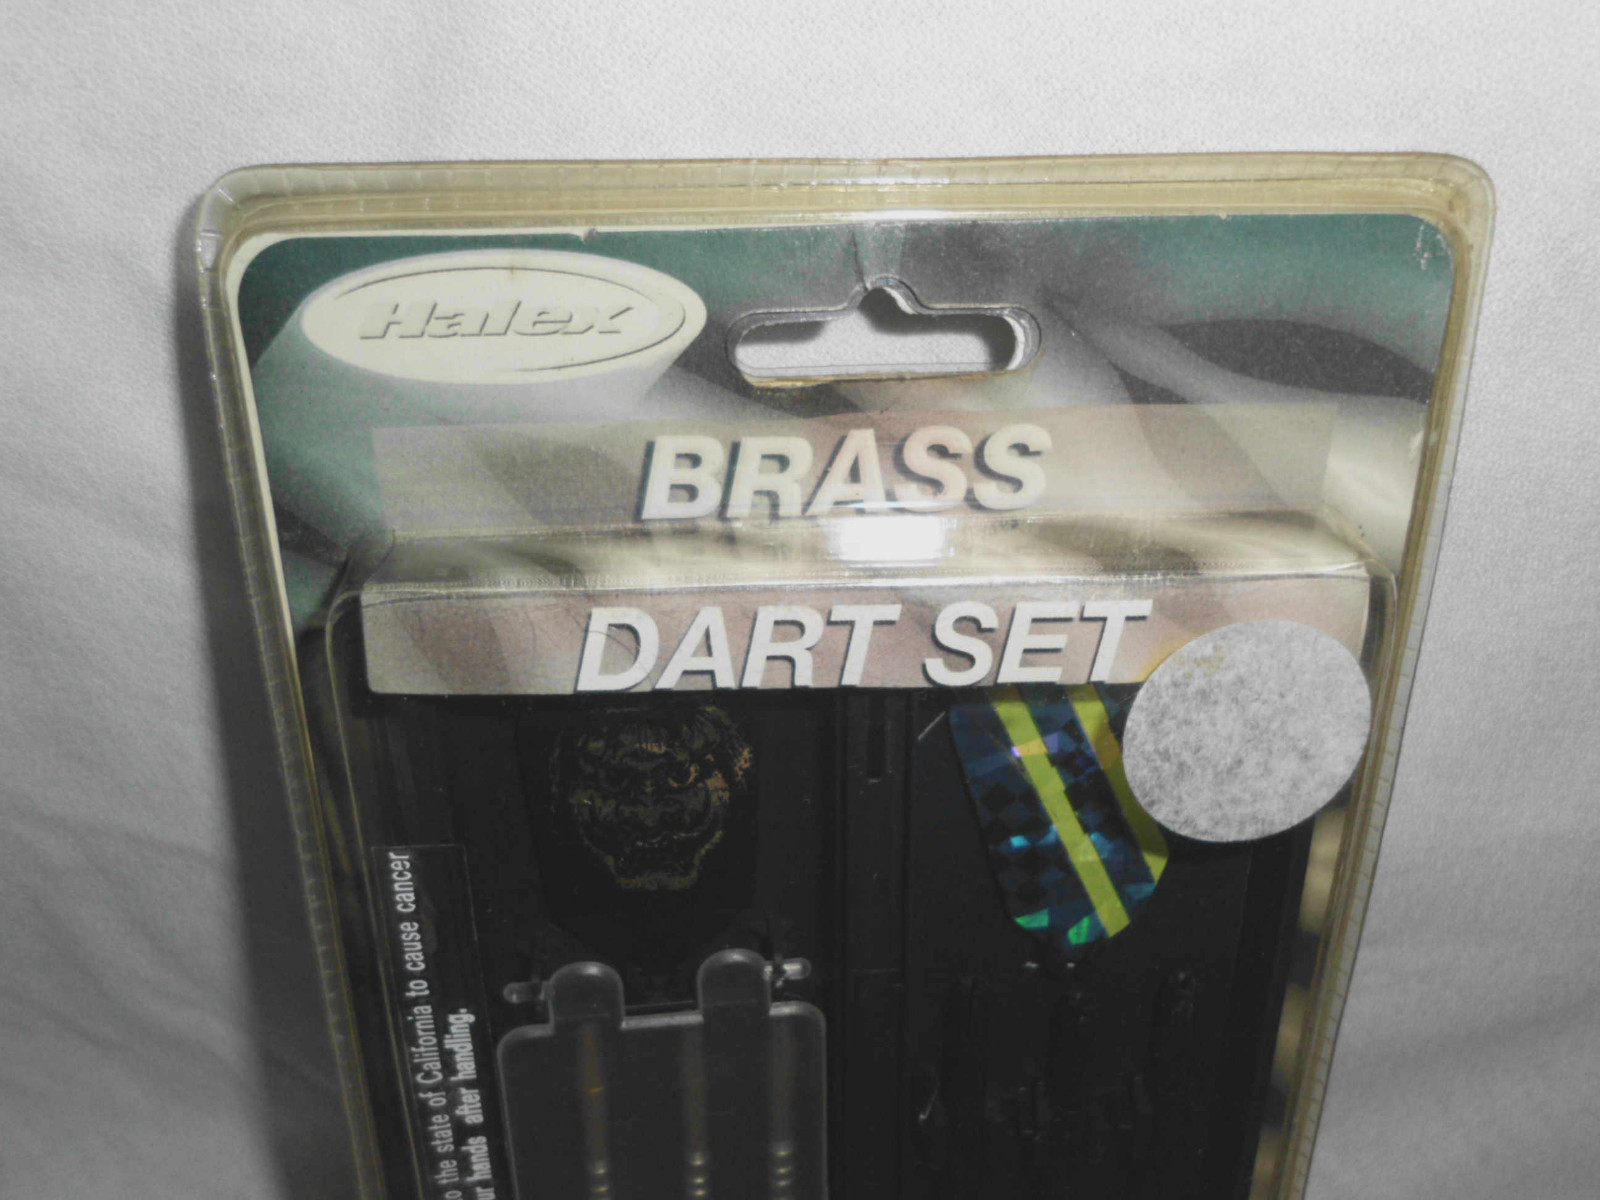 Halex
BRASS
DART SET
the state of California to cause cancer
hands after handling.